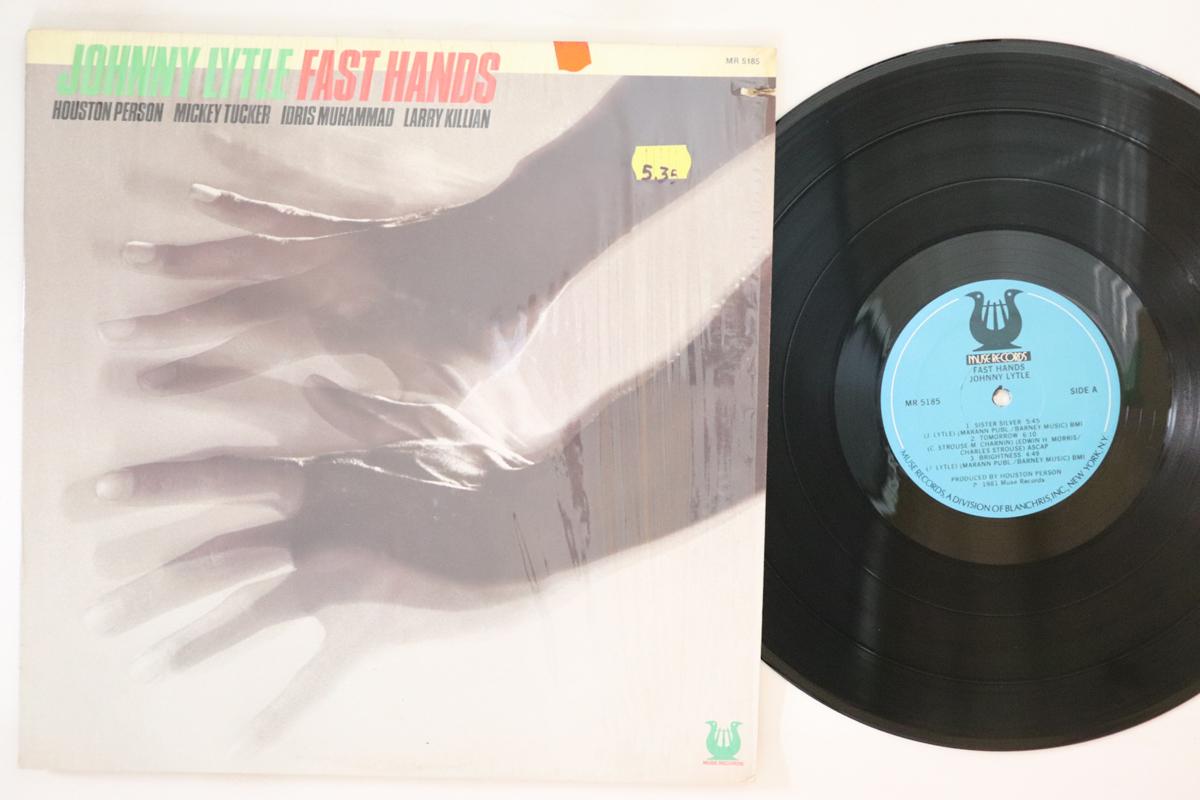 JOHNNY LYTLE FAST HANDS
HOUSTON PERSON MICKEY TUCKER IDRIS MUHAMMAD LARRY KILLIAN
MR 5185
5.35
MUSE RECORDS
MUSE RECORDS
FAST HANDS
JOHNNY LYTLE
MR 5185
SIDE A
1. SISTER SILVER 5:45
(J. LYTLE) (MARANN PUBL./BARNEY MUSIC) BMI
2. TOMORROW 6:10
(C. STROUSE M. CHARNIN) (EDWIN H. MORRIS/
CHARLES STROUSE) ASCAP
3. BRIGHTNESS 4:49
(J. LYTLE) (MARANN PUBL./BARNEY MUSIC) BMI
PRODUCED BY HOUSTON PERSON
℗ 1981 Muse Records
MUSE RECORDS, A DIVISION OF BLANCHRIS, INC., NEW YORK, N.Y.